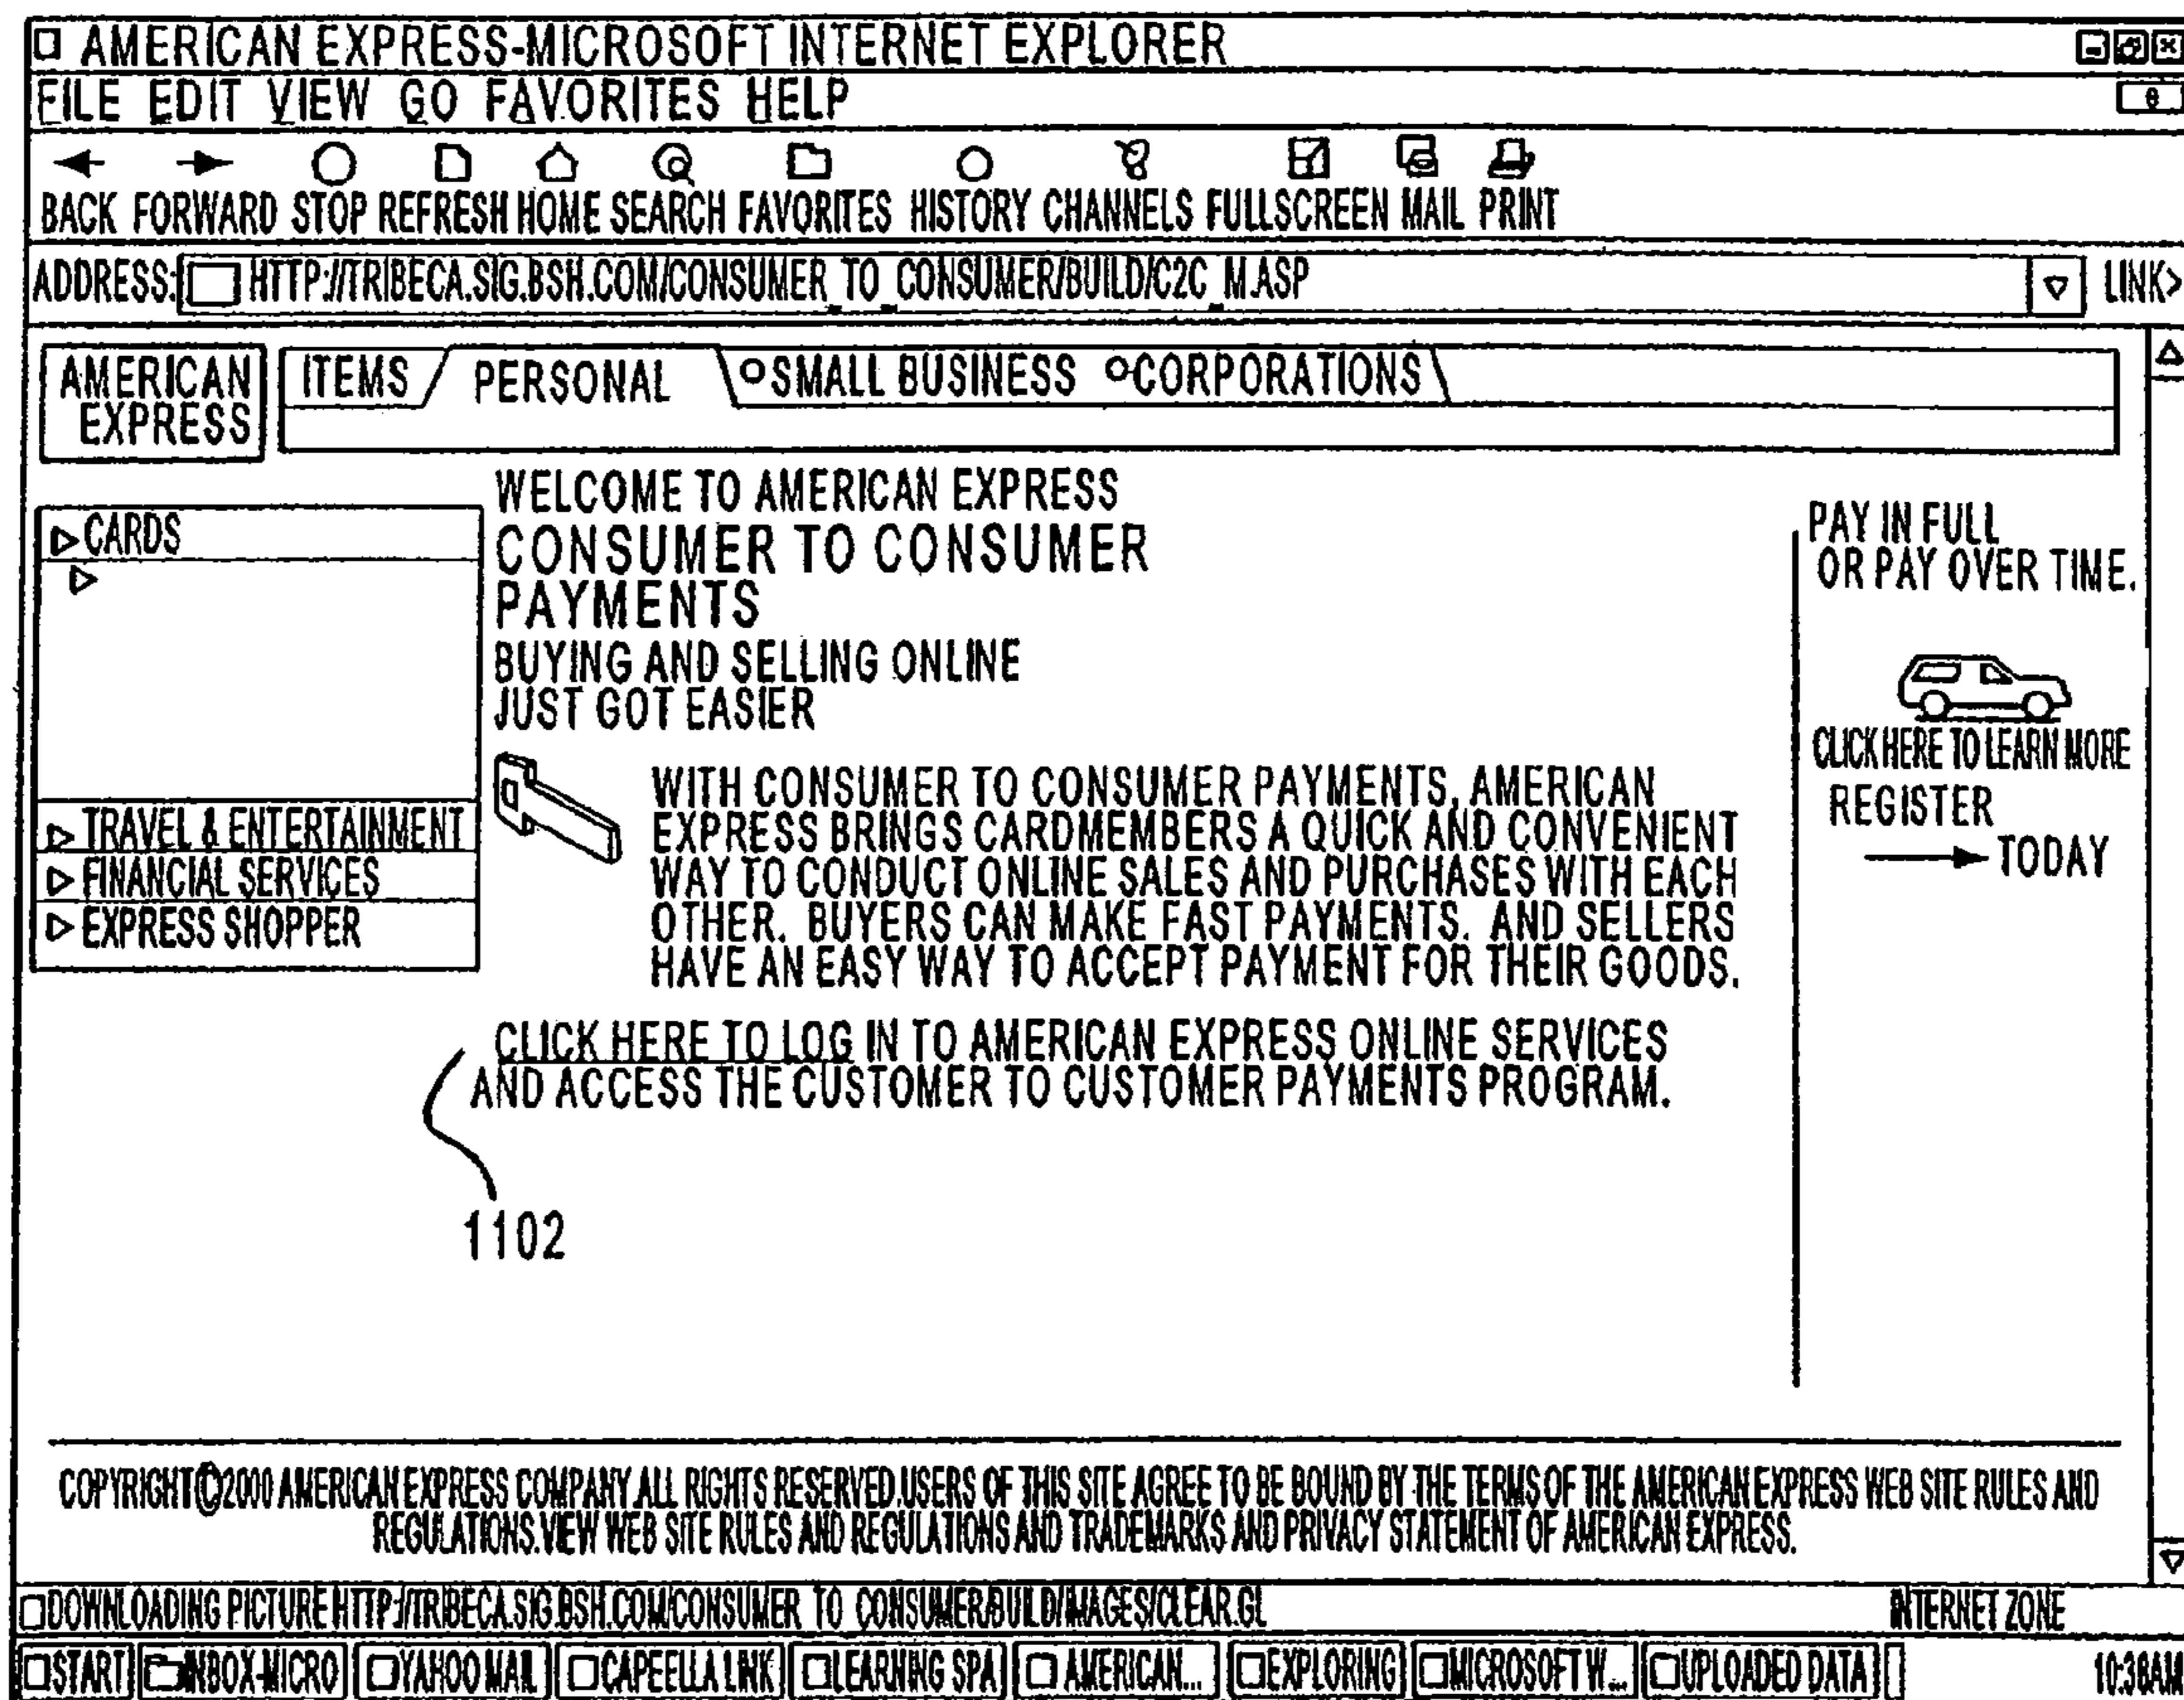 AMERICAN EXPRESS-MICROSOFT INTERNET EXPLORER
FILE EDIT VIEW GO FAVORITES HELP
BACK FORWARD STOP REFRESH HOME SEARCH FAVORITES HISTORY CHANNELS FULLSCREEN MAIL PRINT
ADDRESS: HTTP://TRIBECA.SIG.BSH.COM/CONSUMER_TO_CONSUMER/BUILD/C2C_M.ASP LINK>
AMERICAN
EXPRESS
ITEMS PERSONAL SMALL BUSINESS CORPORATIONS
CARDS
TRAVEL & ENTERTAINMENT
FINANCIAL SERVICES
EXPRESS SHOPPER
WELCOME TO AMERICAN EXPRESS
CONSUMER TO CONSUMER
PAYMENTS
BUYING AND SELLING ONLINE
JUST GOT EASIER
WITH CONSUMER TO CONSUMER PAYMENTS, AMERICAN
EXPRESS BRINGS CARDMEMBERS A QUICK AND CONVENIENT
WAY TO CONDUCT ONLINE SALES AND PURCHASES WITH EACH
OTHER. BUYERS CAN MAKE FAST PAYMENTS. AND SELLERS
HAVE AN EASY WAY TO ACCEPT PAYMENT FOR THEIR GOODS.
CLICK HERE TO LOG IN TO AMERICAN EXPRESS ONLINE SERVICES
AND ACCESS THE CUSTOMER TO CUSTOMER PAYMENTS PROGRAM.
1102
PAY IN FULL
OR PAY OVER TIME.
CLICK HERE TO LEARN MORE
REGISTER
TODAY
COPYRIGHT©2000 AMERICAN EXPRESS COMPANY.ALL RIGHTS RESERVED.USERS OF THIS SITE AGREE TO BE BOUND BY THE TERMS OF THE AMERICAN EXPRESS WEB SITE RULES AND
REGULATIONS.VIEW WEB SITE RULES AND REGULATIONS AND TRADEMARKS AND PRIVACY STATEMENT OF AMERICAN EXPRESS.
DOWNLOADING PICTURE HTTP://TRIBECA.SIG.BSH.COM/CONSUMER_TO_CONSUMER/BUILD/IMAGES/CLEAR.GL INTERNET ZONE
START INBOX-MICRO YAHOO MAIL CAPEELLA LINK LEARNING SPA AMERICAN... EXPLORING MICROSOFT W... UPLOADED DATA 10:36AM